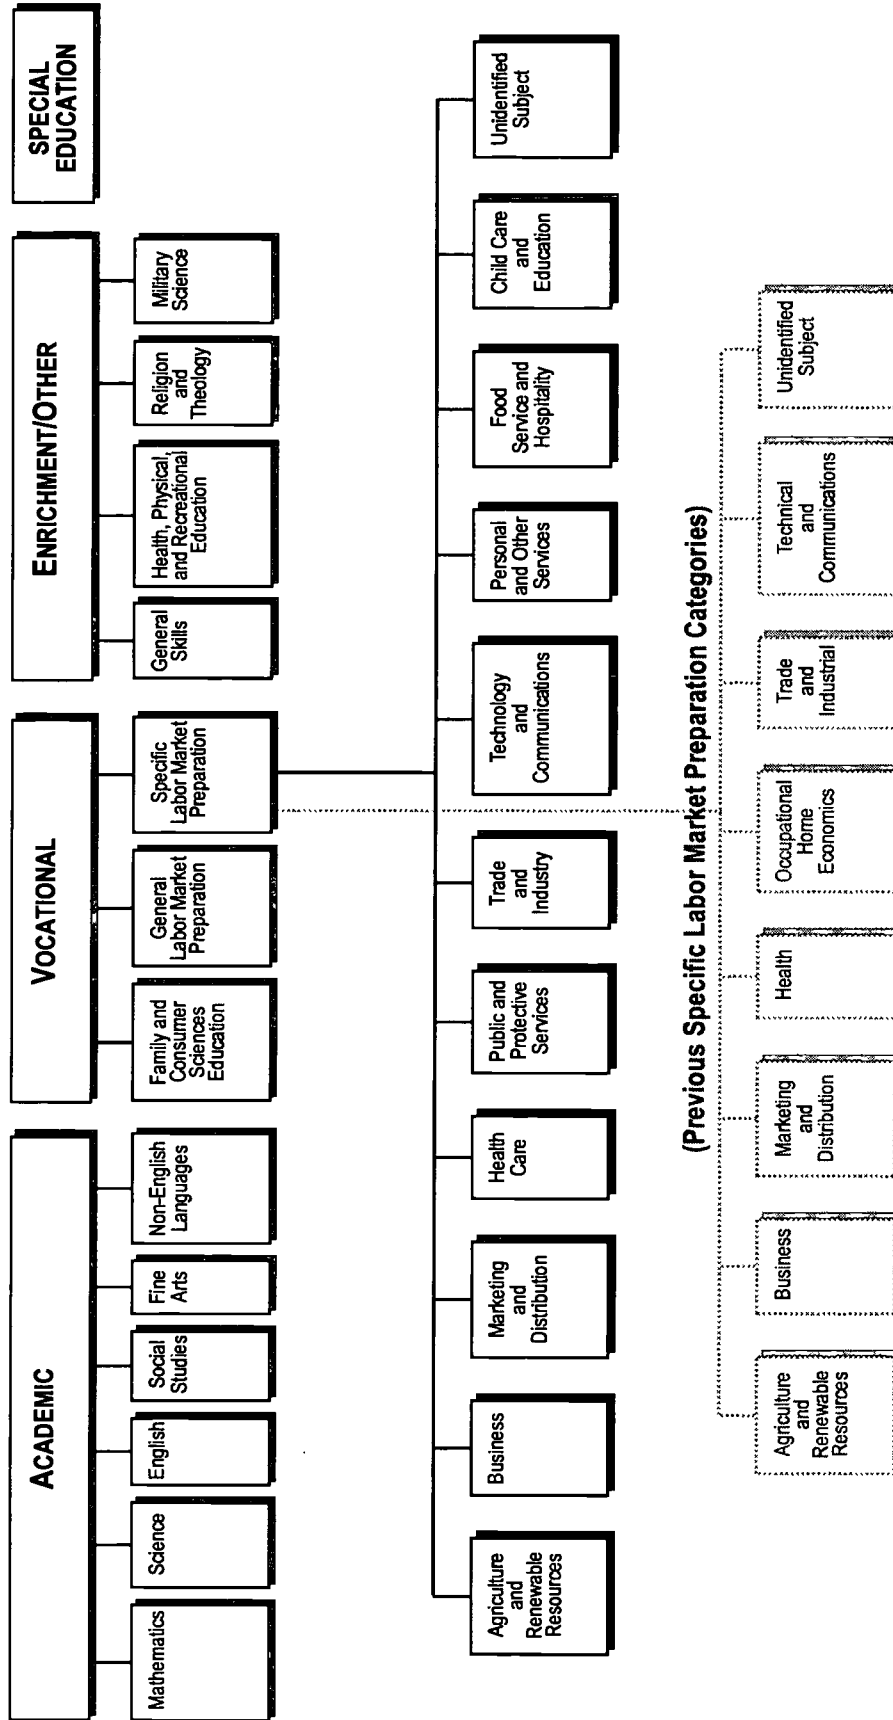 ACADEMIC
Mathematics
Science
English
Social
Studies
Fine
Arts
Non-English
Languages
VOCATIONAL
Family and
Consumer
Sciences
Education
General
Labor Market
Preparation
Specific
Labor Market
Preparation
ENRICHMENT/OTHER
General
Skills
Health, Physical,
and Recreational
Education
Religion
and
Theology
Military
Science
SPECIAL
EDUCATION
Agriculture
and
Renewable
Resources
Business
Marketing
and
Distribution
Health
Care
Public and
Protective
Services
Trade
and
Industry
Technology
and
Communications
Personal
and Other
Services
Food
Service and
Hospitality
Child Care
and
Education
Unidentified
Subject
(Previous Specific Labor Market Preparation Categories)
Agriculture
and
Renewable
Resources
Business
Marketing
and
Distribution
Health
Occupational
Home
Economics
Trade
and
Industrial
Technical
and
Communications
Unidentified
Subject